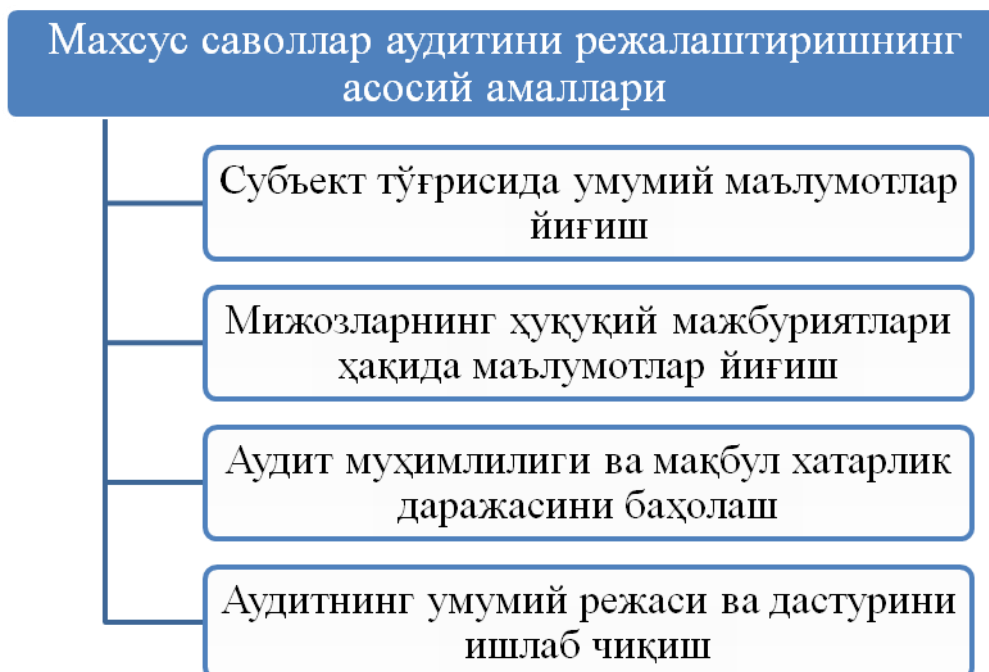 Махсус саволлар аудитини режалаштиришнинг
асосий амаллари
Субъект тўғрисида умумий маълумотлар
йиғиш
Мижозларнинг ҳуқуқий мажбуриятлари
ҳақида маълумотлар йиғиш
Аудит муҳимлилиги ва мақбул хатарлик
даражасини баҳолаш
Аудитнинг умумий режаси ва дастурини
ишлаб чиқиш